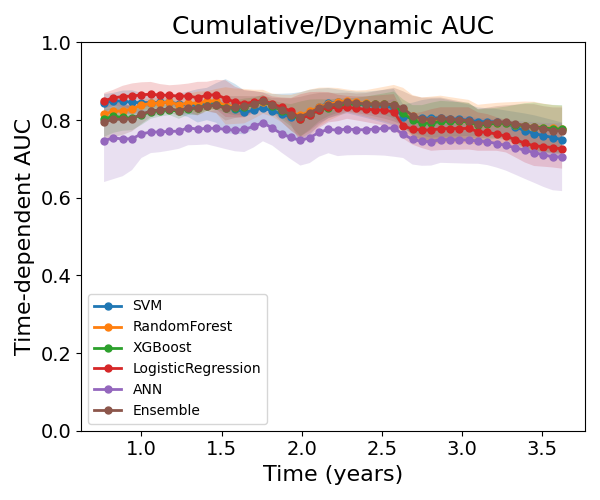 Cumulative/Dynamic AUC
Time-dependent AUC
1.0
0.8
0.6
0.4
0.2
0.0
SVM
RandomForest
XGBoost
LogisticRegression
ANN
Ensemble
1.0 1.5 2.0 2.5 3.0 3.5
Time (years)